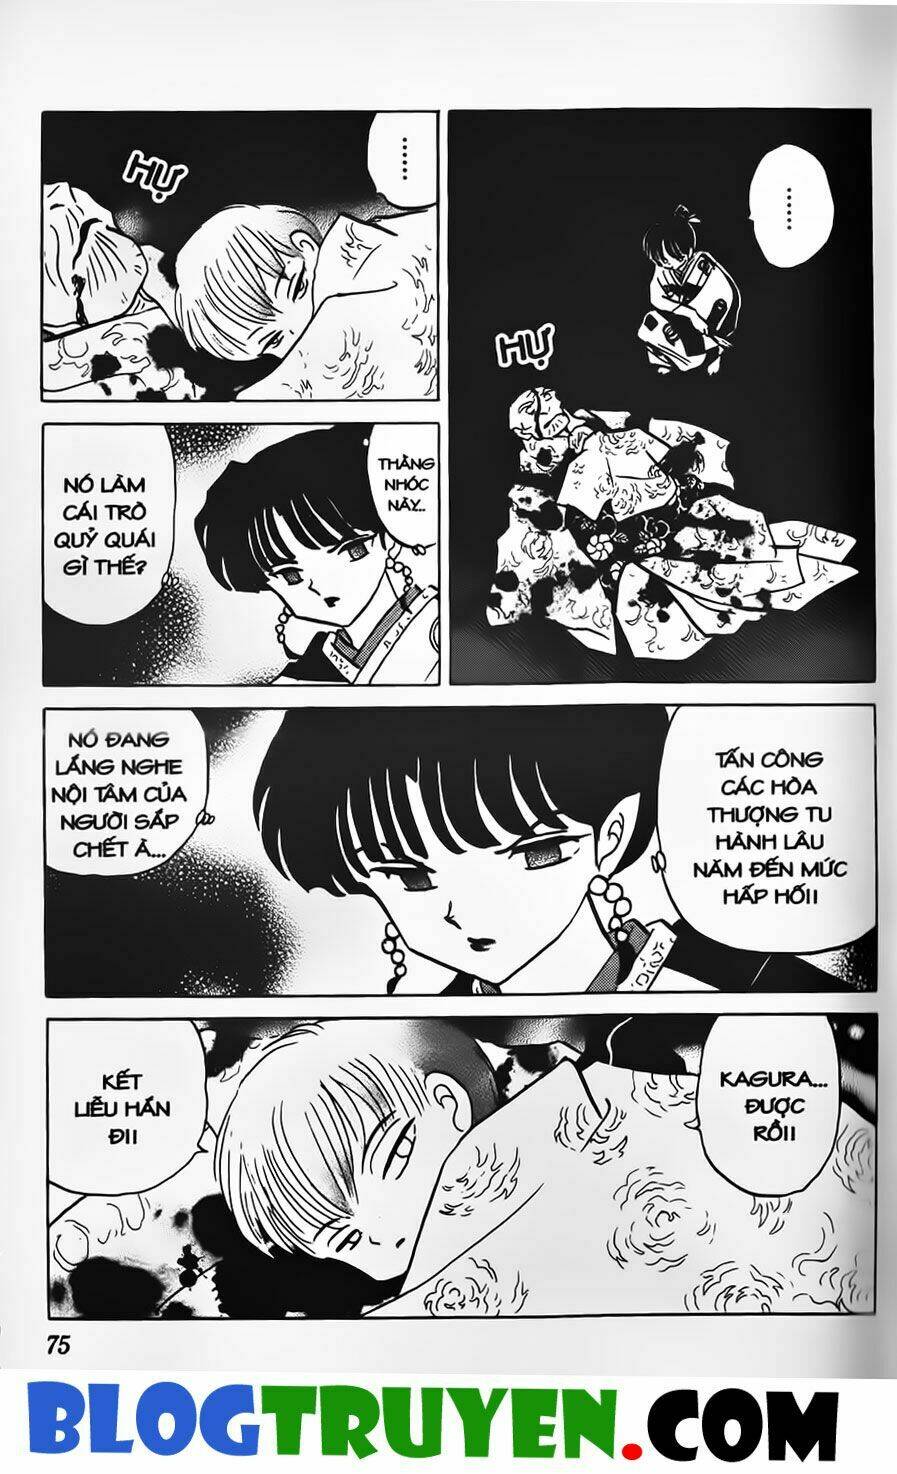 ......
HỰ
......
HỰ
THẰNG
NHÓC
NÀY...
NÓ LÀM
CÁI TRÒ
QUỶ QUÁI
GÌ THẾ?
TẤN CÔNG
CÁC HÒA
THƯỢNG TU
HÀNH LÂU
NĂM ĐẾN MỨC
HẤP HỐI!
NÓ ĐANG
LẮNG NGHE
NỘI TÂM CỦA
NGƯỜI SẮP
CHẾT À...
KAGURA...
ĐƯỢC
RỒI!
KẾT
LIỄU HẮN
ĐI!
75
BLOGTRUYEN.COM